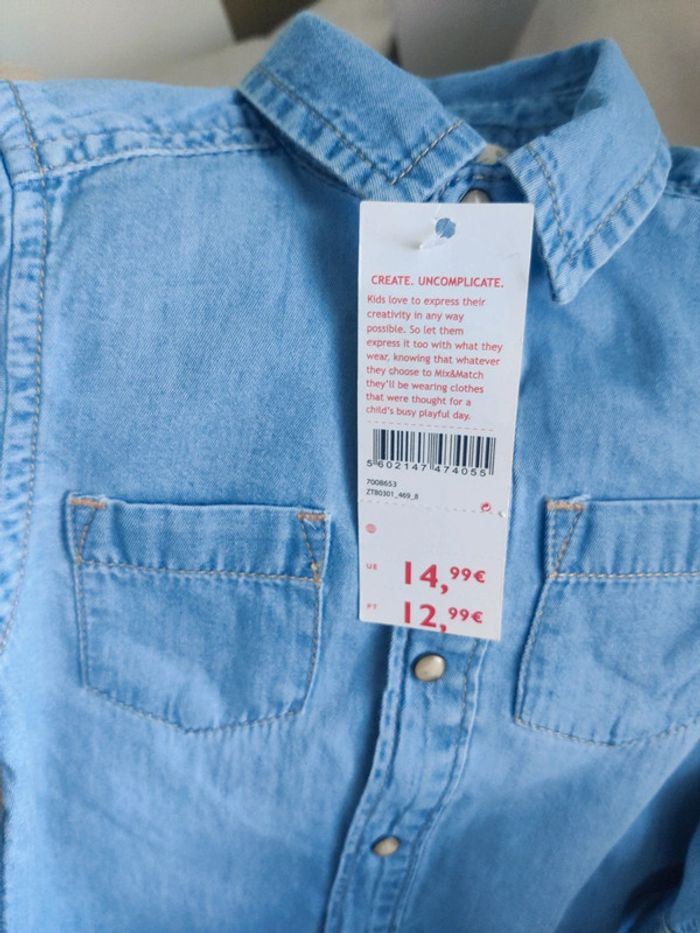 CREATE. UNCOMPLICATE.
Kids love to express their
creativity in any way
possible. So let them
express it too with what they
wear, knowing that whatever
they choose to Mix&Match
they'll be wearing clothes
that were thought for a
child's busy playful day.
5 602147 474055
7008653
ZTB0301_469_8
UE 14,99€
PT 12,99€